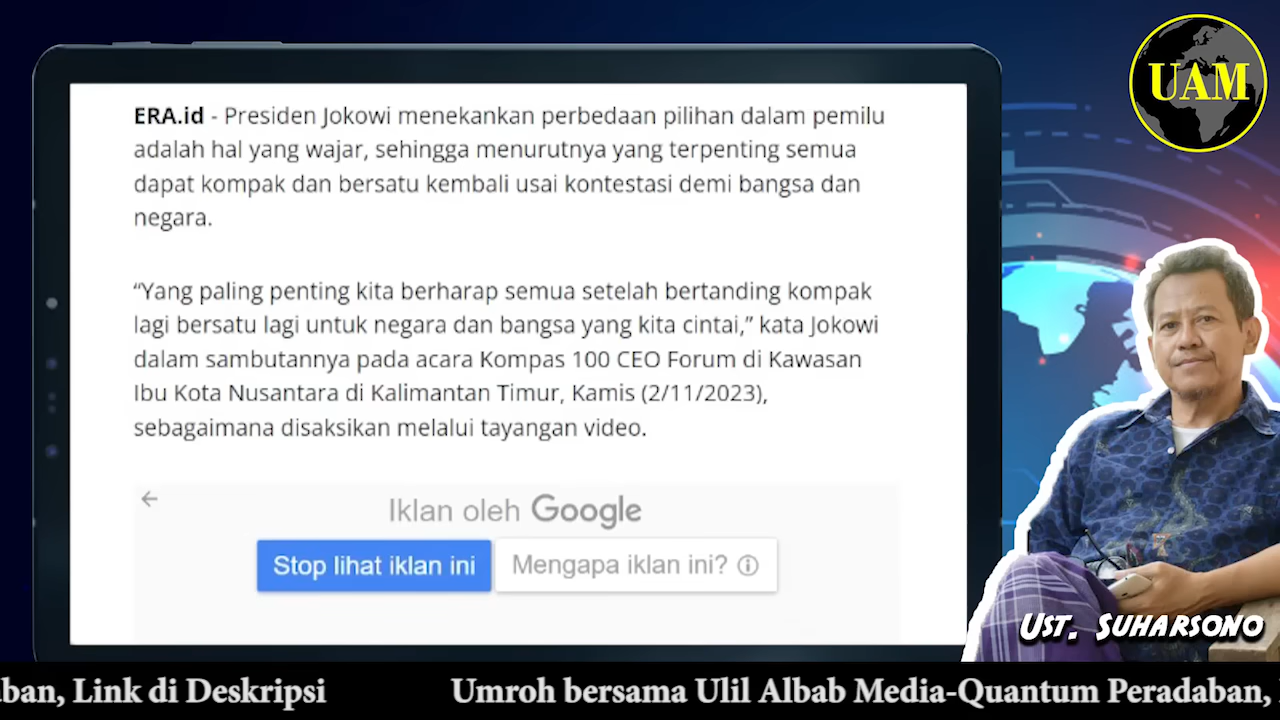 UAM
ERA.id - Presiden Jokowi menekankan perbedaan pilihan dalam pemilu
adalah hal yang wajar, sehingga menurutnya yang terpenting semua
dapat kompak dan bersatu kembali usai kontestasi demi bangsa dan
negara.
“Yang paling penting kita berharap semua setelah bertanding kompak
lagi bersatu lagi untuk negara dan bangsa yang kita cintai,” kata Jokowi
dalam sambutannya pada acara Kompas 100 CEO Forum di Kawasan
Ibu Kota Nusantara di Kalimantan Timur, Kamis (2/11/2023),
sebagaimana disaksikan melalui tayangan video.
Iklan oleh Google
Stop lihat iklan ini
Mengapa iklan ini?
UST. SUHARSONO
ban, Link di Deskripsi Umroh bersama Ulil Albab Media-Quantum Peradaban,